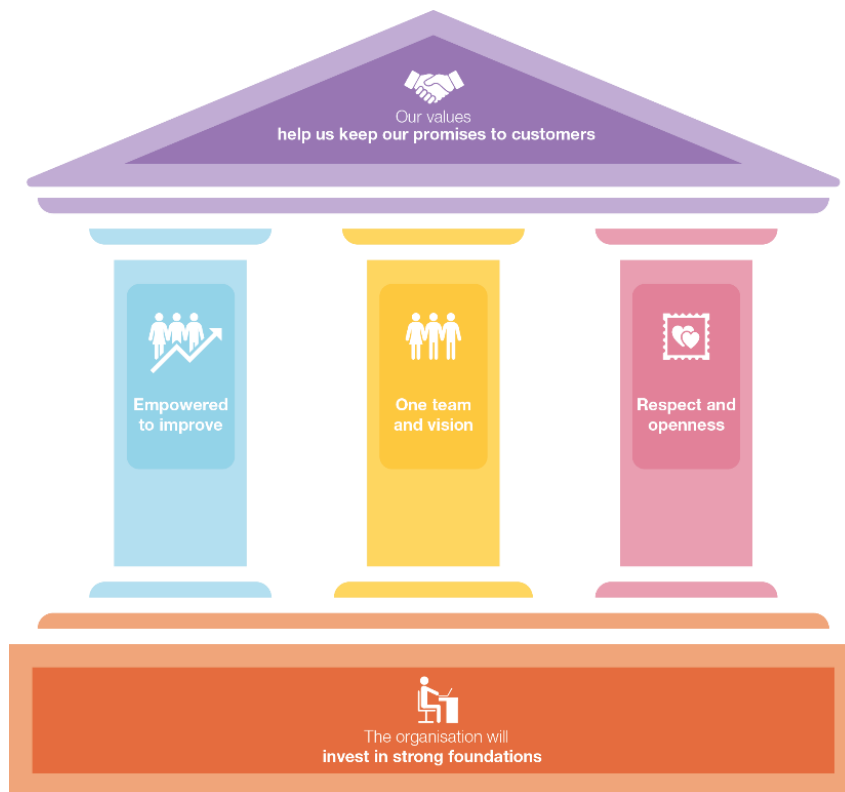 Our values
help us keep our promises to customers
Empowered
to improve
One team
and vision
Respect and
openness
The organisation will
invest in strong foundations